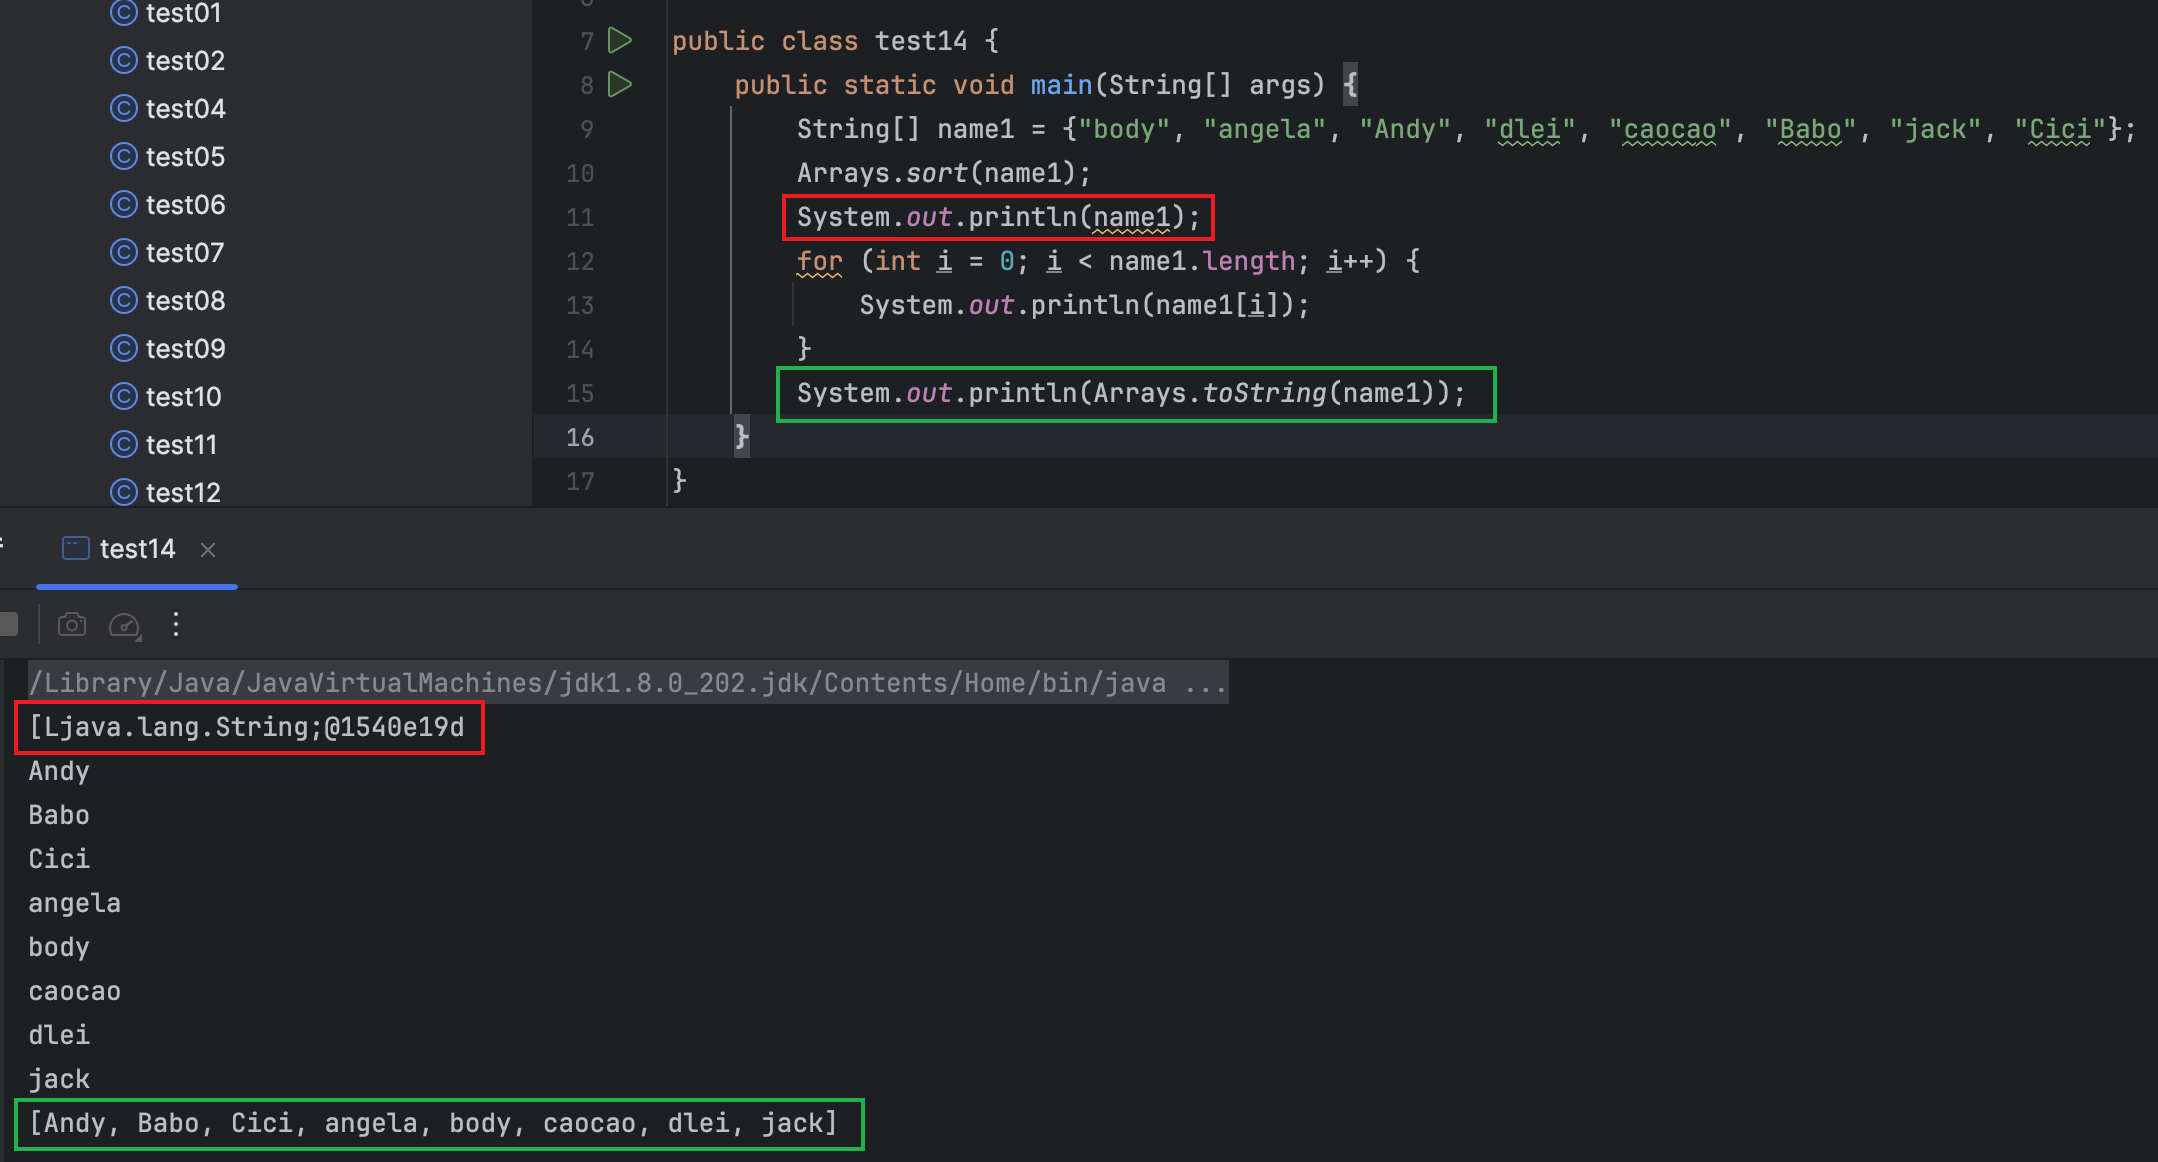 test01
test02
test04
test05
test06
test07
test08
test09
test10
test11
test12
7 public class test14 {
8 public static void main(String[] args) {
9 String[] name1 = {"body", "angela", "Andy", "dlei", "caocao", "Babo", "jack", "Cici"};
10 Arrays.sort(name1);
11 System.out.println(name1);
12 for (int i = 0; i < name1.length; i++) {
13 System.out.println(name1[i]);
14 }
15 System.out.println(Arrays.toString(name1));
16 }
17 }
test14
/Library/Java/JavaVirtualMachines/jdk1.8.0_202.jdk/Contents/Home/bin/java ...
[Ljava.lang.String;@1540e19d
Andy
Babo
Cici
angela
body
caocao
dlei
jack
[Andy, Babo, Cici, angela, body, caocao, dlei, jack]